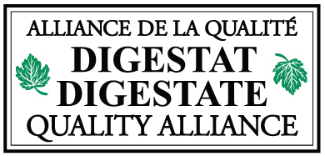 ALLIANCE DE LA QUALITÉ
DIGESTAT
DIGESTATE
QUALITY ALLIANCE